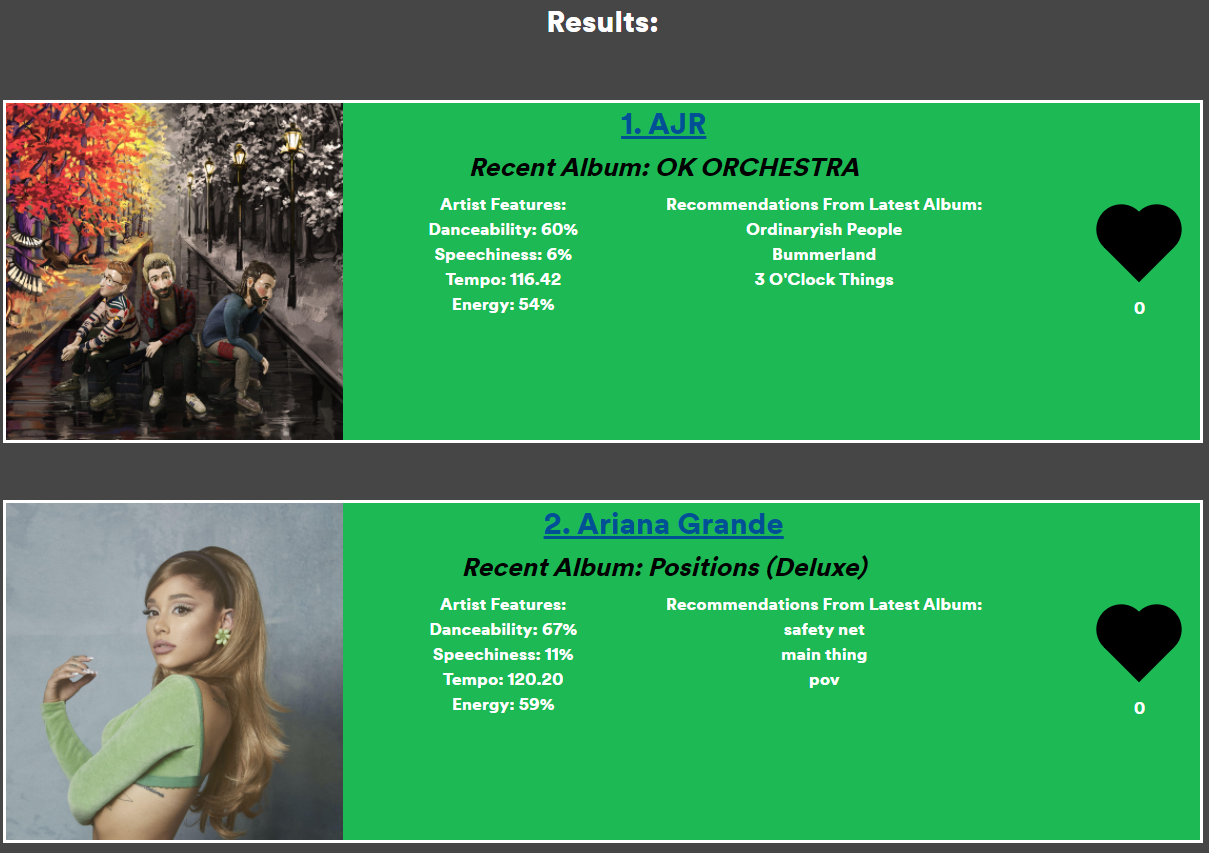 Results:
1. AJR
Recent Album: OK ORCHESTRA
Artist Features:
Danceability: 60%
Speechiness: 6%
Tempo: 116.42
Energy: 54%
Recommendations From Latest Album:
Ordinaryish People
Bummerland
3 O'Clock Things
0
2. Ariana Grande
Recent Album: Positions (Deluxe)
Artist Features:
Danceability: 67%
Speechiness: 11%
Tempo: 120.20
Energy: 59%
Recommendations From Latest Album:
safety net
main thing
pov
0